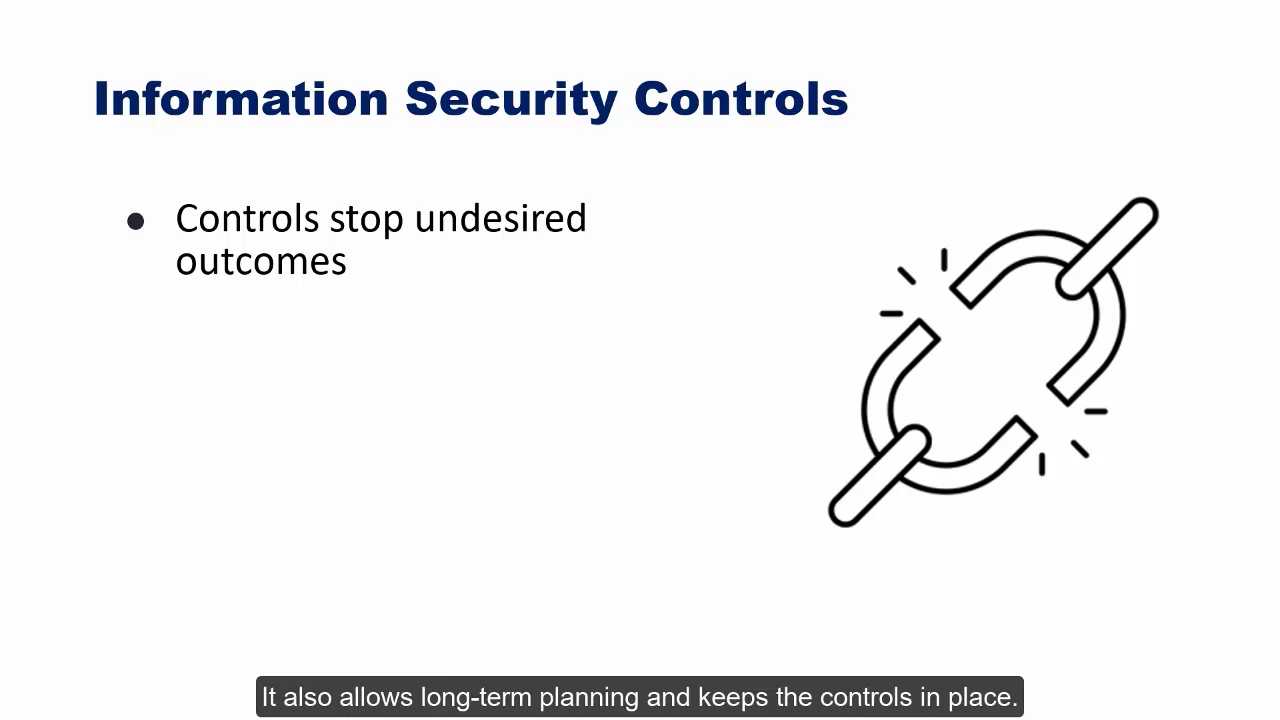 Information Security Controls
● Controls stop undesired
outcomes
It also allows long-term planning and keeps the controls in place.